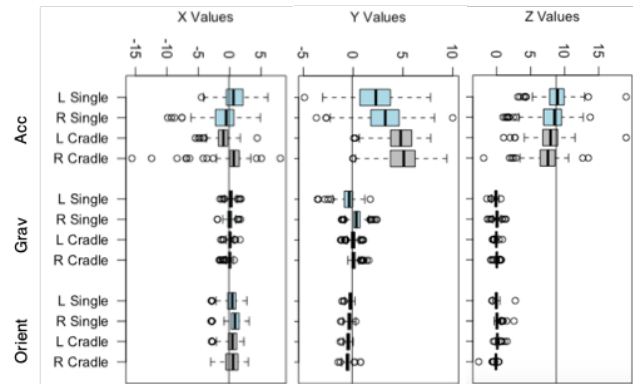 X Values
Y Values
Z Values
-15 -10 -5 0 5
-5 0 5 10
0 5 10 15
Acc
L Single
R Single
L Cradle
R Cradle
Grav
L Single
R Single
L Cradle
R Cradle
Orient
L Single
R Single
L Cradle
R Cradle